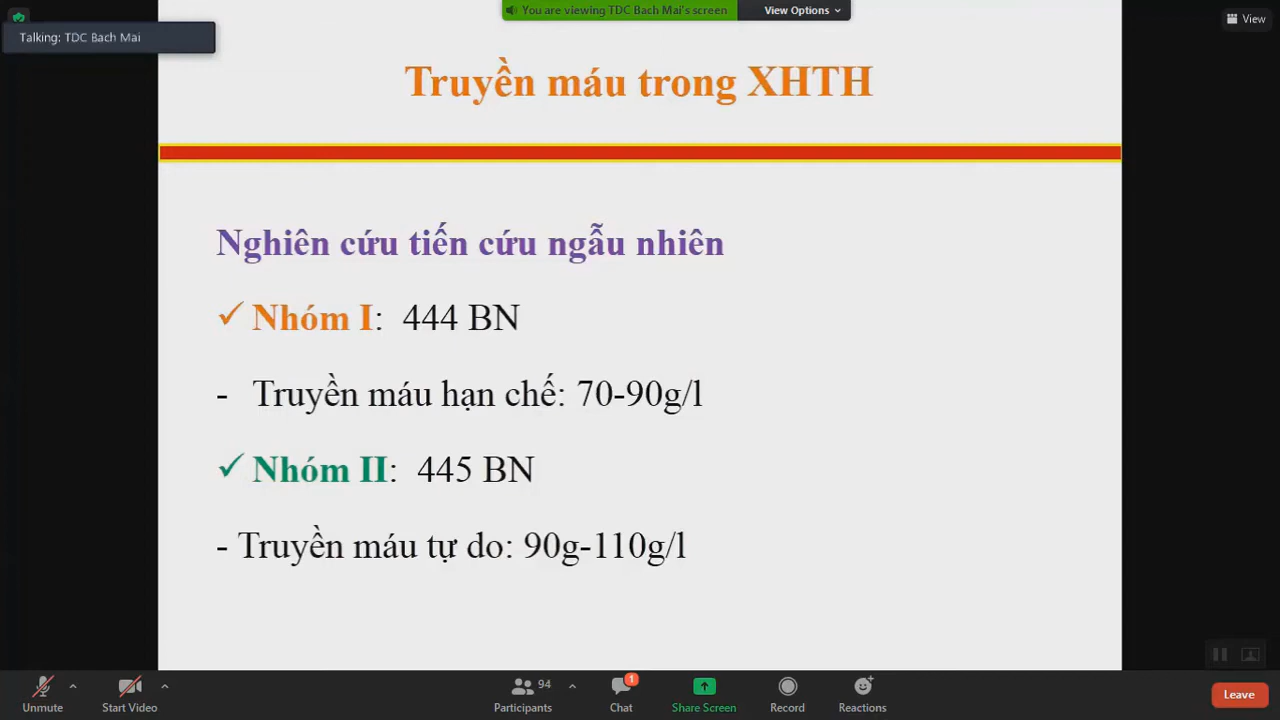 You are viewing TDC Bach Mai's screen
View Options
View
Talking: TDC Bach Mai
Truyền máu trong XHTH
Nghiên cứu tiến cứu ngẫu nhiên
✓ Nhóm I: 444 BN
- Truyền máu hạn chế: 70-90g/l
✓ Nhóm II: 445 BN
- Truyền máu tự do: 90g-110g/l
Unmute
Start Video
94
Participants
1
Chat
Share Screen
Record
Reactions
Leave